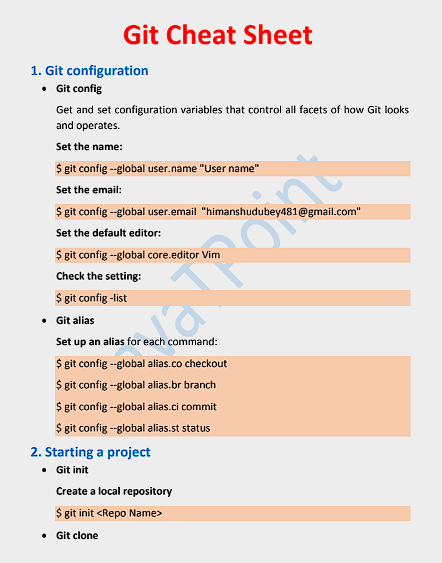 Git Cheat Sheet
1. Git configuration
• Git config
Get and set configuration variables that control all facets of how Git looks
and operates.
Set the name:
$ git config --global user.name "User name"
Set the email:
$ git config --global user.email "himanshudubey481@gmail.com"
Set the default editor:
$ git config --global core.editor Vim
Check the setting:
$ git config -list
• Git alias
Set up an alias for each command:
$ git config --global alias.co checkout
$ git config --global alias.br branch
$ git config --global alias.ci commit
$ git config --global alias.st status
2. Starting a project
• Git init
Create a local repository
$ git init <Repo Name>
• Git clone
avaTPoint